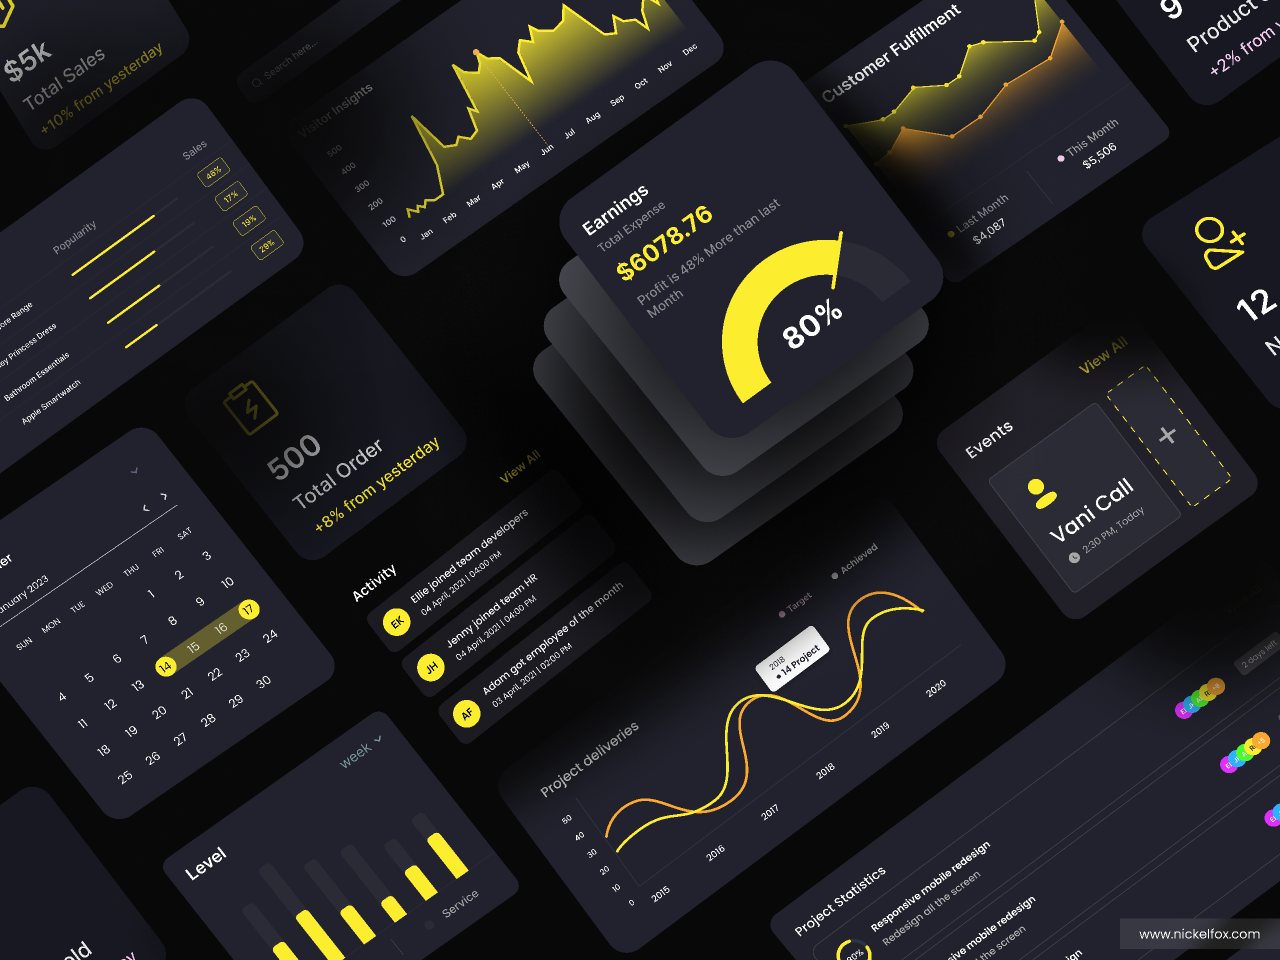 $5k
Total Sales
+10% from yesterday
Search here...
Visitor Insights
500
400
300
200
100
0
Jan
Feb
Mar
Apr
May
Jun
Jul
Aug
Sep
Oct
Nov
Dec
Customer Fulfilment
Last Month
$4,087
This Month
$5,506
9
+2% from
Popularity
Sales
46%
17%
19%
29%
Bathroom Essentials
Apple Smartwatch
Princess Dress
Range
Earnings
Total Expense
$6078.76
Profit is 48% More than last
Month
80%
12
500
Total Order
+8% from yesterday
View All
Events
Vani Call
2:30 PM, Today
2023
SUN MON TUE WED THU FRI SAT
1 2 3
4 5 6 7 8 9 10
11 12 13 14 15 16 17
18 19 20 21 22 23 24
25 26 27 28 29 30
View All
Activity
EK
Ellie joined team developers
04 April, 2021 | 04:00 PM
JH
Jenny joined team HR
04 April, 2021 | 04:00 PM
AF
Adam got employee of the month
03 April, 2021 | 02:00 PM
Target
Achieved
2018
14 Project
Project deliveries
50
40
30
20
10
0
2015
2016
2017
2018
2019
2020
week
Level
Service
2 days left
Project Statistics
Responsive mobile redesign
Redesign all the screen
mobile redesign
the screen
www.nickelfox.com